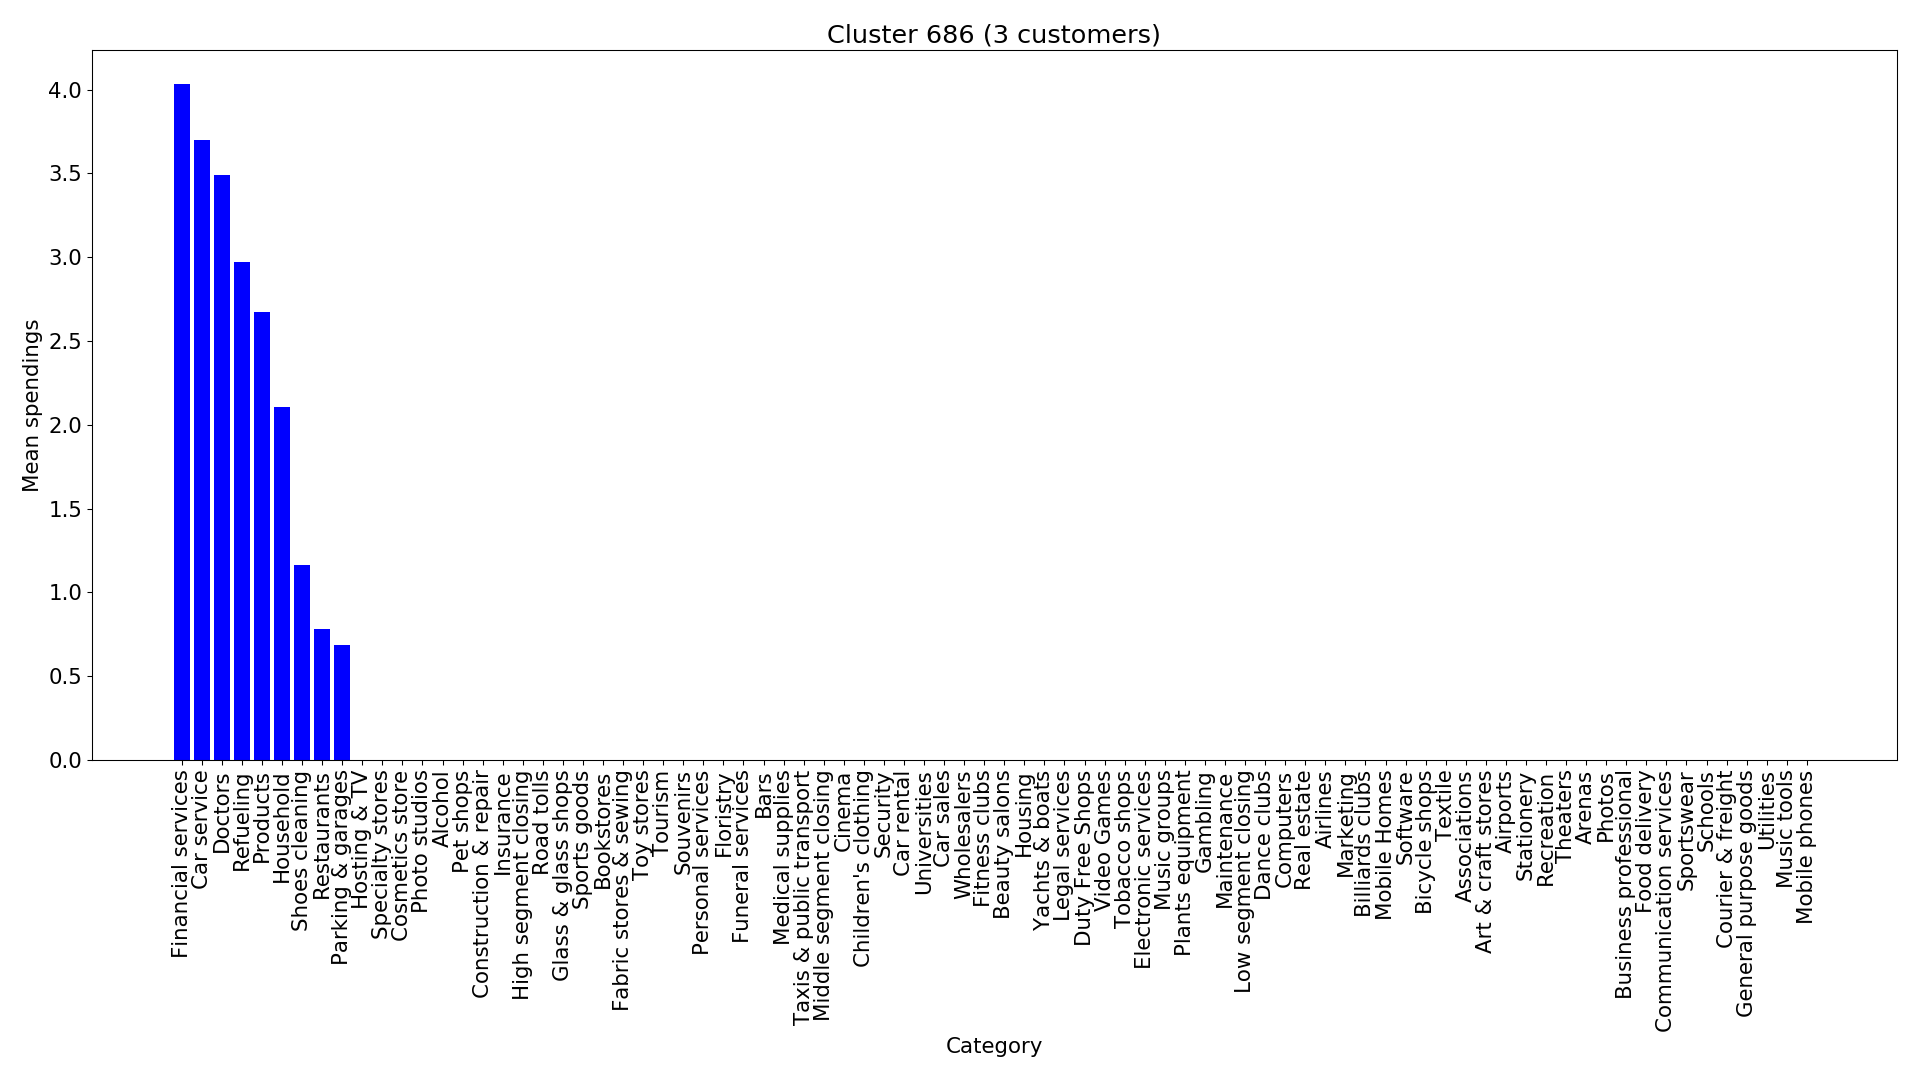 Cluster 686 (3 customers)
Mean spendings
4.0
3.5
3.0
2.5
2.0
1.5
1.0
0.5
0.0
Financial services
Car service
Doctors
Refueling
Products
Household
Shoes cleaning
Restaurants
Parking & garages
Hosting & TV
Specialty stores
Cosmetics store
Photo studios
Alcohol
Pet shops
Construction & repair
Insurance
High segment closing
Road tolls
Glass & glass shops
Sports goods
Bookstores
Fabric stores & sewing
Toy stores
Tourism
Souvenirs
Personal services
Floristry
Funeral services
Bars
Medical supplies
Taxis & public transport
Middle segment closing
Cinema
Children's clothing
Security
Car rental
Universities
Car sales
Wholesalers
Fitness clubs
Beauty salons
Housing
Yachts & boats
Legal services
Duty Free Shops
Video Games
Tobacco shops
Electronic services
Music groups
Plants equipment
Gambling
Maintenance
Low segment closing
Dance clubs
Computers
Real estate
Airlines
Marketing
Billiards clubs
Mobile Homes
Software
Bicycle shops
Textile
Associations
Art & craft stores
Airports
Stationery
Recreation
Theaters
Arenas
Photos
Business professional
Food delivery
Communication services
Sportswear
Schools
Courier & freight
General purpose goods
Utilities
Music tools
Mobile phones
Category